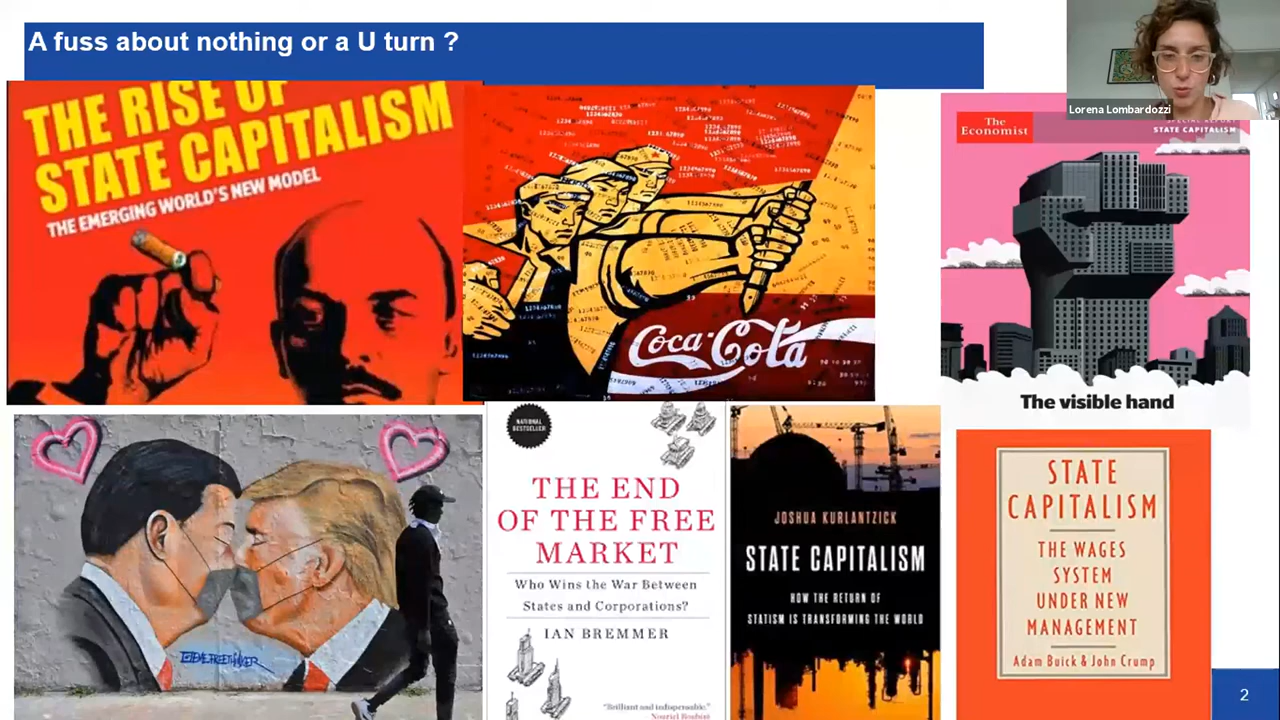 A fuss about nothing or a U turn ?
Lorena Lombardozzi
THE RISE OF
STATE CAPITALISM
THE EMERGING WORLD'S NEW MODEL
Coca-Cola
The
Economist
SPECIAL REPORT
STATE CAPITALISM
The visible hand
NATIONAL
BESTSELLER
THE END
OF THE FREE
MARKET
Who Wins the War Between
States and Corporations?
IAN BREMMER
"Brilliant and indispensable."
Nouriel Roubini
JOSHUA KURLANTZICK
STATE CAPITALISM
HOW THE RETURN OF
STATISM IS TRANSFORMING THE WORLD
STATE
CAPITALISM
THE WAGES
SYSTEM
UNDER NEW
MANAGEMENT
Adam Buick & John Crump
2